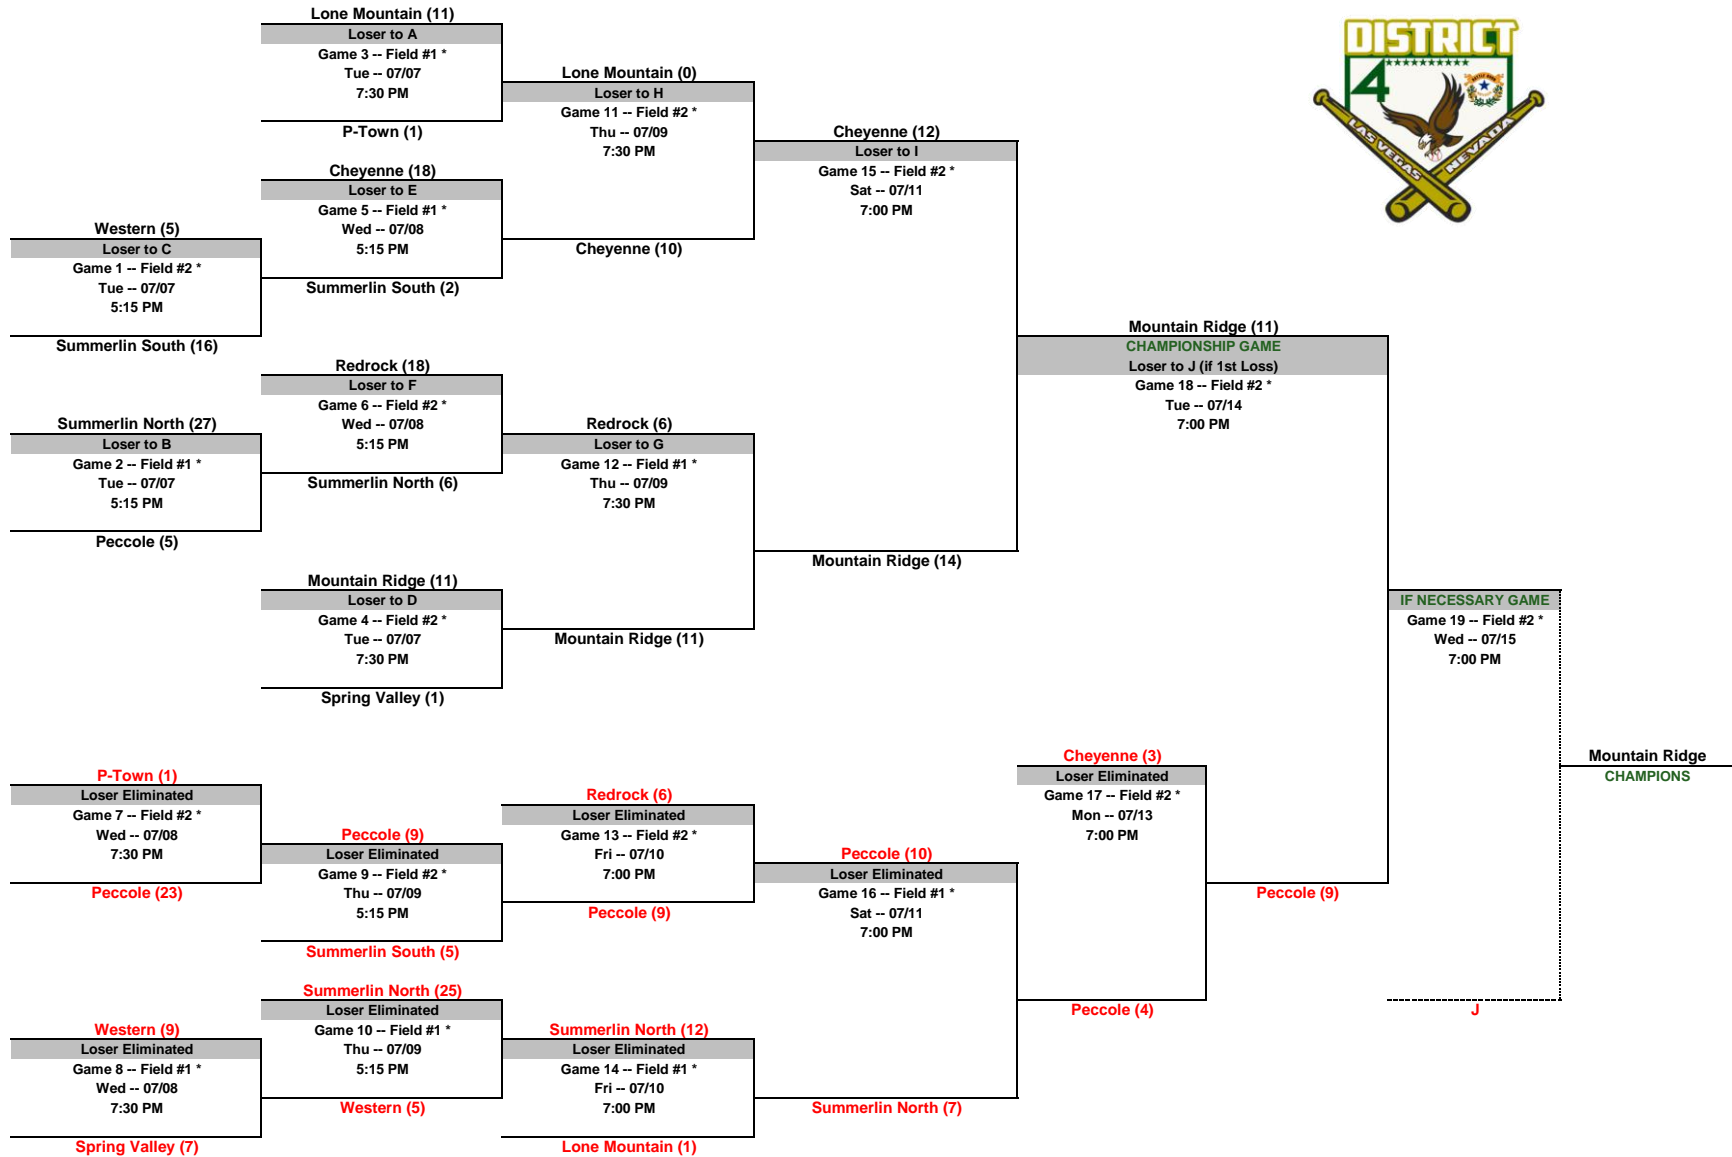 DISTRICT
4
BATTLE BORN
LAS VEGAS
NEVADA
Lone Mountain (11)
Loser to A
Game 3 -- Field #1 *
Tue -- 07/07
7:30 PM
P-Town (1)
Lone Mountain (0)
Loser to H
Game 11 -- Field #2 *
Thu -- 07/09
7:30 PM
Cheyenne (10)
Cheyenne (12)
Loser to I
Game 15 -- Field #2 *
Sat -- 07/11
7:00 PM
Mountain Ridge (14)
Cheyenne (18)
Loser to E
Game 5 -- Field #1 *
Wed -- 07/08
5:15 PM
Summerlin South (2)
Western (5)
Loser to C
Game 1 -- Field #2 *
Tue -- 07/07
5:15 PM
Summerlin South (16)
Redrock (18)
Loser to F
Game 6 -- Field #2 *
Wed -- 07/08
5:15 PM
Summerlin North (6)
Summerlin North (27)
Loser to B
Game 2 -- Field #1 *
Tue -- 07/07
5:15 PM
Peccole (5)
Redrock (6)
Loser to G
Game 12 -- Field #1 *
Thu -- 07/09
7:30 PM
Mountain Ridge (11)
Mountain Ridge (11)
Loser to D
Game 4 -- Field #2 *
Tue -- 07/07
7:30 PM
Spring Valley (1)
Mountain Ridge (11)
CHAMPIONSHIP GAME
Loser to J (if 1st Loss)
Game 18 -- Field #2 *
Tue -- 07/14
7:00 PM
Peccole (9)
IF NECESSARY GAME
Game 19 -- Field #2 *
Wed -- 07/15
7:00 PM
J
Mountain Ridge
CHAMPIONS
P-Town (1)
Loser Eliminated
Game 7 -- Field #2 *
Wed -- 07/08
7:30 PM
Peccole (23)
Peccole (9)
Loser Eliminated
Game 9 -- Field #2 *
Thu -- 07/09
5:15 PM
Summerlin South (5)
Redrock (6)
Loser Eliminated
Game 13 -- Field #2 *
Fri -- 07/10
7:00 PM
Peccole (9)
Peccole (10)
Loser Eliminated
Game 16 -- Field #1 *
Sat -- 07/11
7:00 PM
Summerlin North (7)
Cheyenne (3)
Loser Eliminated
Game 17 -- Field #2 *
Mon -- 07/13
7:00 PM
Peccole (4)
Summerlin North (25)
Loser Eliminated
Game 10 -- Field #1 *
Thu -- 07/09
5:15 PM
Western (5)
Western (9)
Loser Eliminated
Game 8 -- Field #1 *
Wed -- 07/08
7:30 PM
Spring Valley (7)
Summerlin North (12)
Loser Eliminated
Game 14 -- Field #1 *
Fri -- 07/10
7:00 PM
Lone Mountain (1)